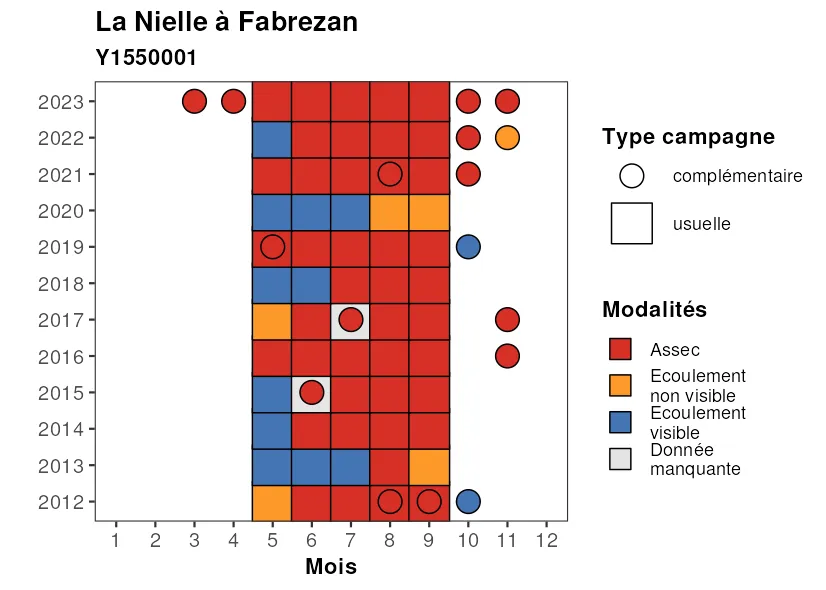 La Nielle à Fabrezan
Y1550001
2023
2022
2021
2020
2019
2018
2017
2016
2015
2014
2013
2012
1 2 3 4 5 6 7 8 9 10 11 12
Mois
Type campagne
complémentaire
usuelle
Modalités
Assec
Ecoulement
non visible
Ecoulement
visible
Donnée
manquante